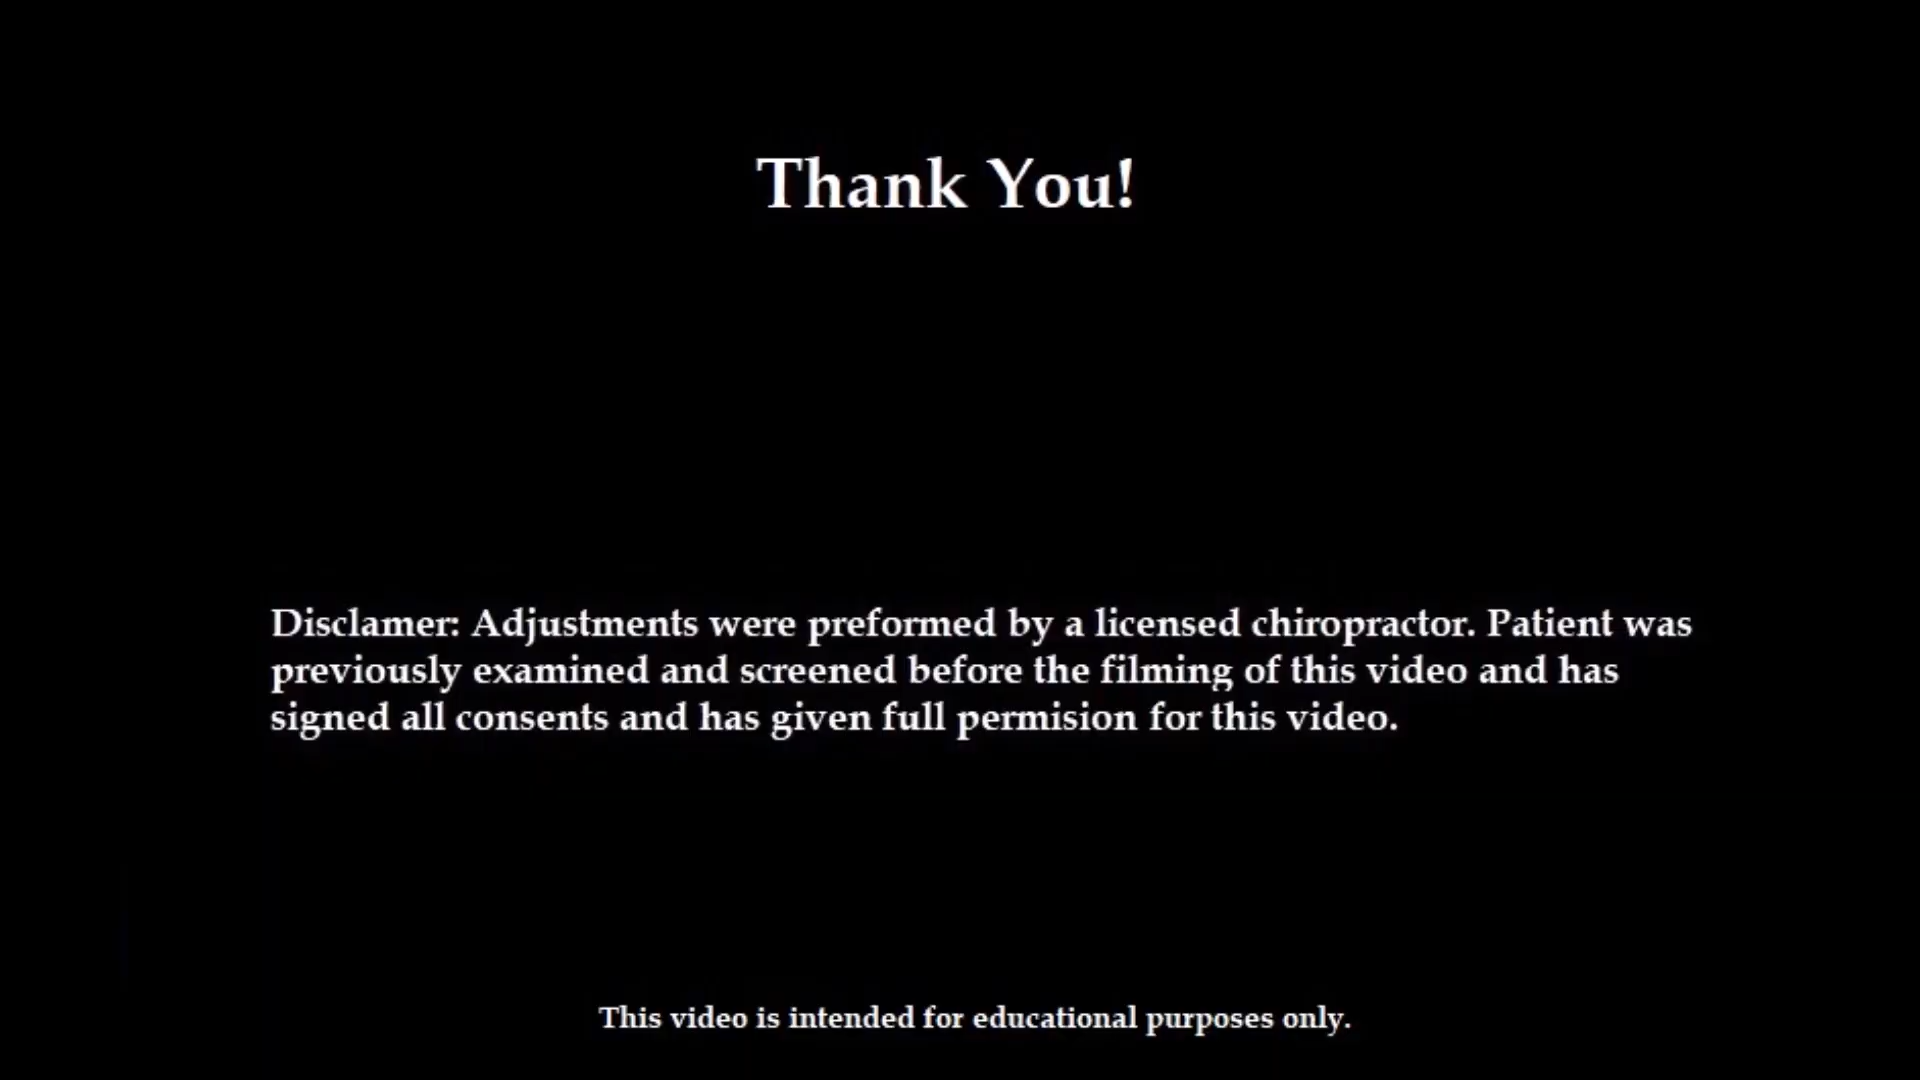 Thank You!
Disclamer: Adjustments were preformed by a licensed chiropractor. Patient was
previously examined and screened before the filming of this video and has
signed all consents and has given full permision for this video.
This video is intended for educational purposes only.